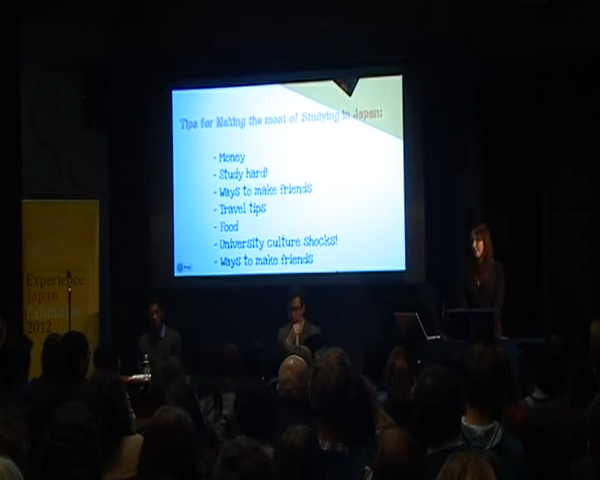 Tips for Making the most of Studying in Japan:
- Money
- Study hard!
- Ways to make friends
- Travel tips
- Food
- University culture shocks!
- Ways to make friends
Experience
Japan
Exhibition
2012